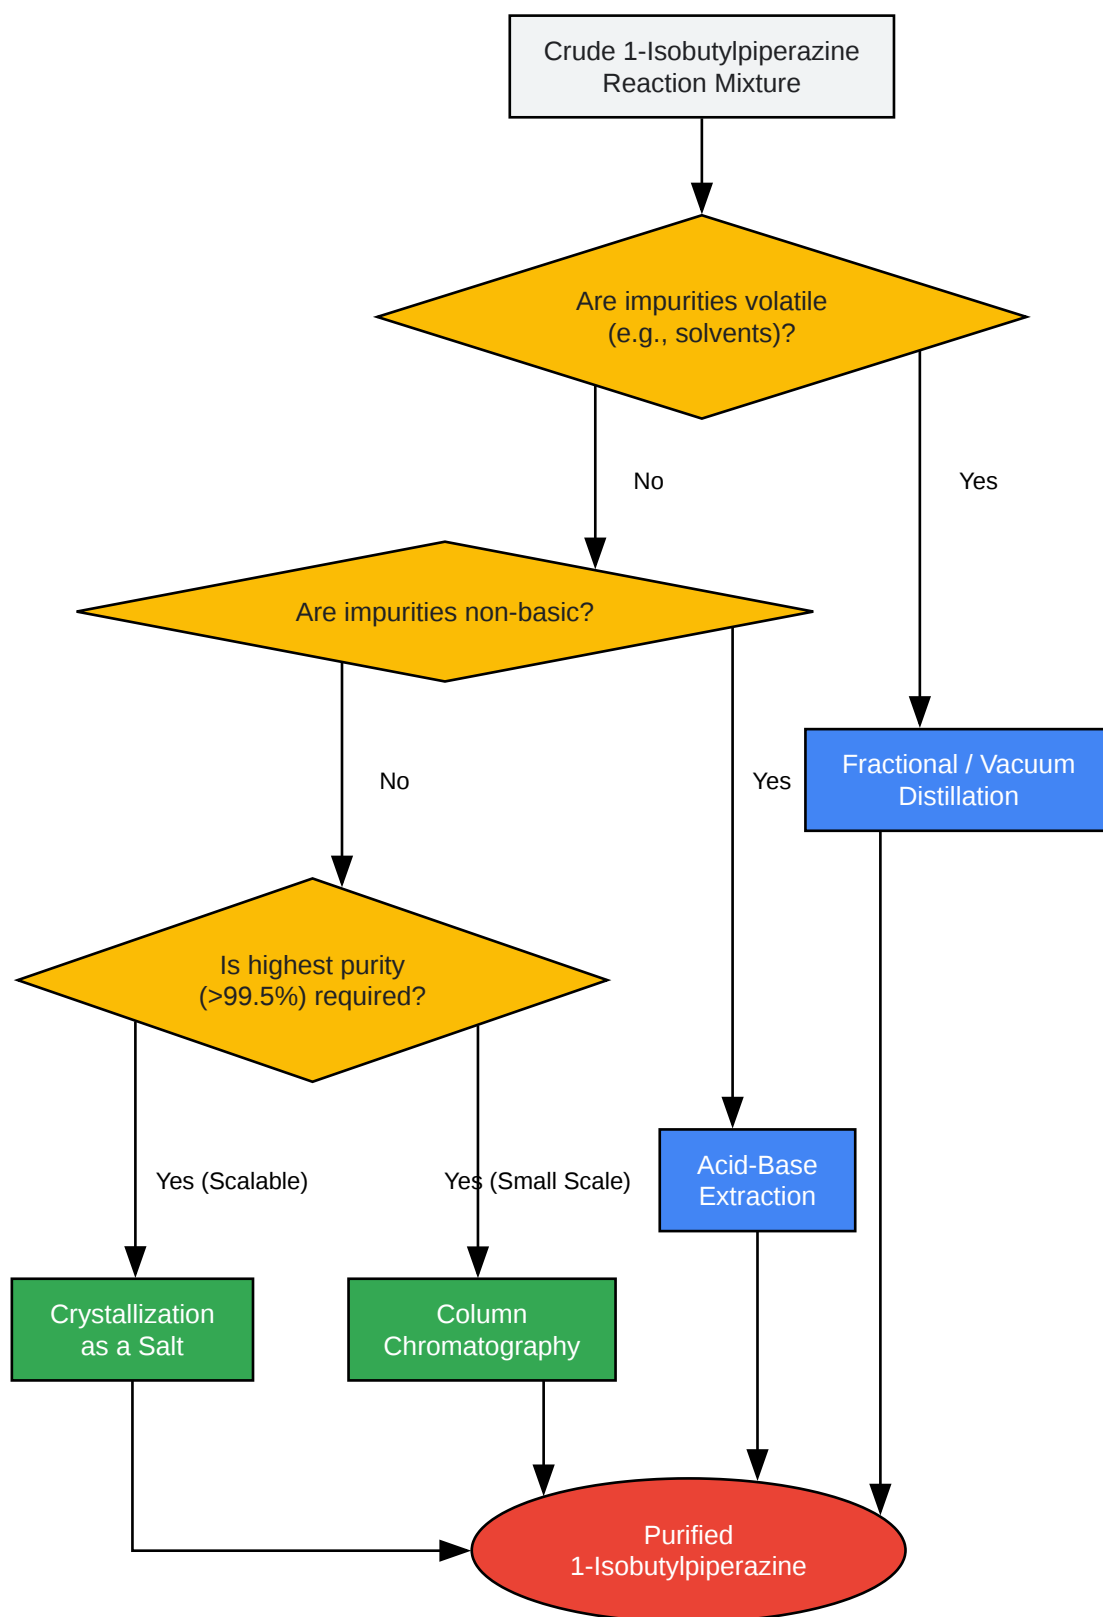 Crude 1-Isobutylpiperazine
Reaction Mixture
Are impurities volatile
(e.g., solvents)?
No
Yes
Are impurities non-basic?
No
Yes
Fractional / Vacuum
Distillation
Is highest purity
(>99.5%) required?
Yes (Scalable)
Yes (Small Scale)
Acid-Base
Extraction
Crystallization
as a Salt
Column
Chromatography
Purified
1-Isobutylpiperazine